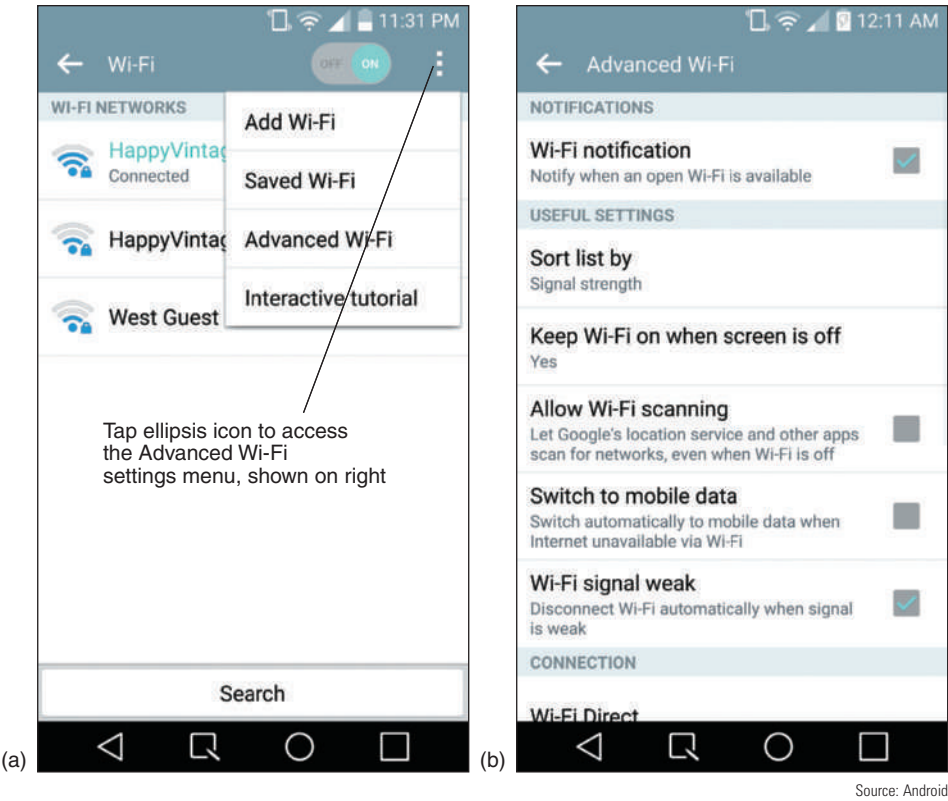 11:31 PM
Wi-Fi
OFF ON
WI-FI NETWORKS
HappyVintag
Connected
HappyVintag
West Guest
Add Wi-Fi
Saved Wi-Fi
Advanced Wi-Fi
Interactive tutorial
Tap ellipsis icon to access
the Advanced Wi-Fi
settings menu, shown on right
Search
(a)
12:11 AM
Advanced Wi-Fi
NOTIFICATIONS
Wi-Fi notification
Notify when an open Wi-Fi is available
USEFUL SETTINGS
Sort list by
Signal strength
Keep Wi-Fi on when screen is off
Yes
Allow Wi-Fi scanning
Let Google's location service and other apps
scan for networks, even when Wi-Fi is off
Switch to mobile data
Switch automatically to mobile data when
Internet unavailable via Wi-Fi
Wi-Fi signal weak
Disconnect Wi-Fi automatically when signal
is weak
CONNECTION
Wi-Fi Direct
(b)
Source: Android